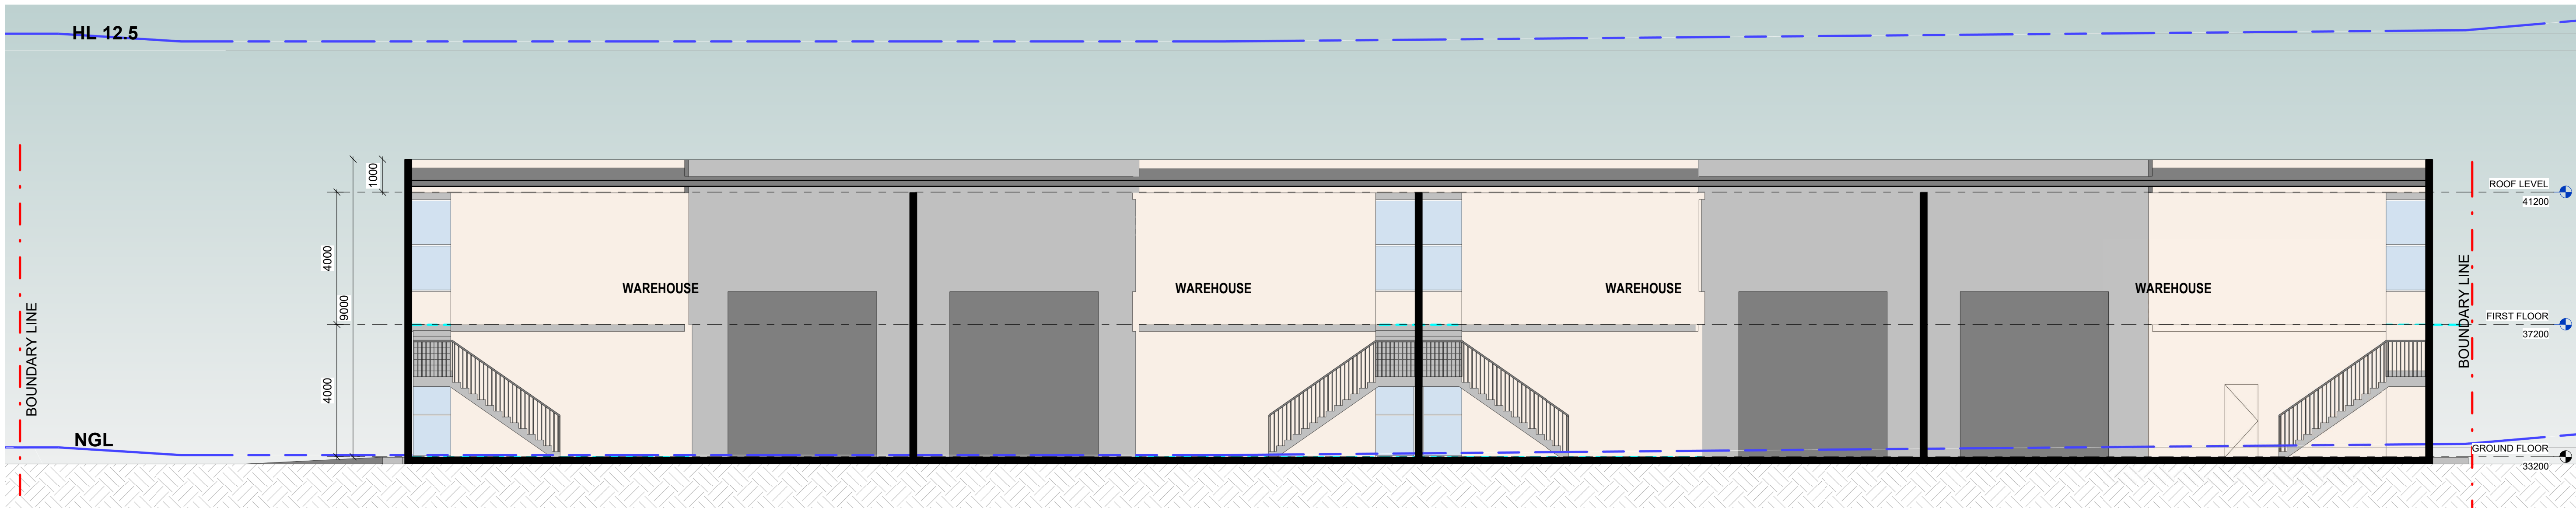 HL 12.5
1000
ROOF LEVEL
41200
4000
9000
BOUNDARY LINE
WAREHOUSE
WAREHOUSE
WAREHOUSE
WAREHOUSE
BOUNDARY LINE
FIRST FLOOR
37200
4000
NGL
GROUND FLOOR
33200